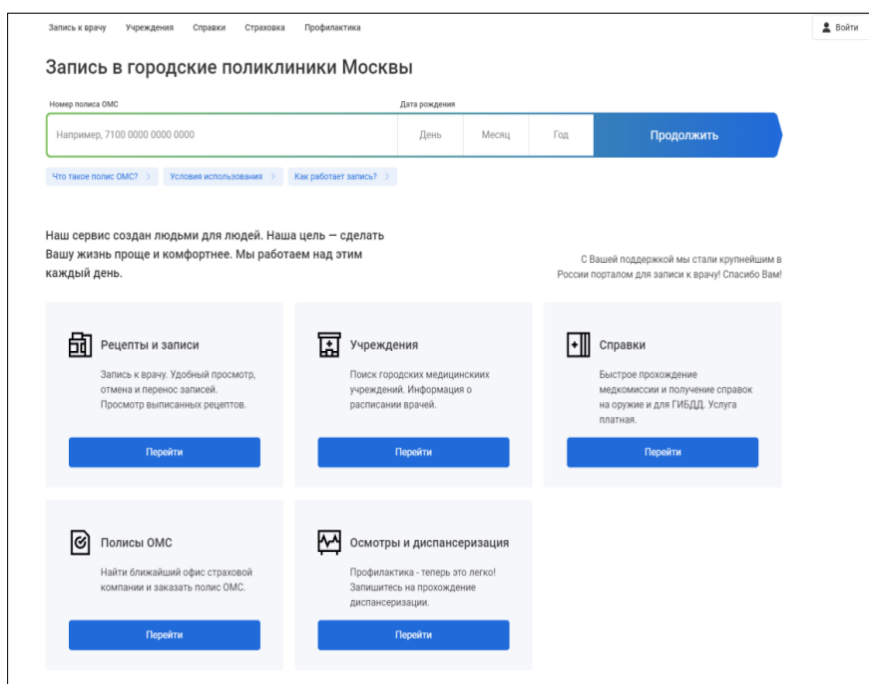 Запись к врачу Учреждения Справки Страховка Профилактика Войти
Запись в городские поликлиники Москвы
Номер полиса ОМС Дата рождения
Например, 7100 0000 0000 0000 День Месяц Год Продолжить
Что такое полис ОМС? Условия использования Как работает запись?
Наш сервис создан людьми для людей. Наша цель — сделать
Вашу жизнь проще и комфортнее. Мы работаем над этим
каждый день.
С Вашей поддержкой мы стали крупнейшим в
России порталом для записи к врачу! Спасибо Вам!
Рецепты и записи
Запись к врачу. Удобный просмотр,
отмена и перенос записей.
Просмотр выписанных рецептов.
Перейти
Учреждения
Поиск городских медицинскиих
учреждений. Информация о
расписании врачей.
Перейти
Справки
Быстрое прохождение
медкомиссии и получение справок
на оружие и для ГИБДД. Услуга
платная.
Перейти
Полисы ОМС
Найти ближайший офис страховой
компании и заказать полис ОМС.
Перейти
Осмотры и диспансеризация
Профилактика - теперь это легко!
Запишитесь на прохождение
диспансеризации.
Перейти